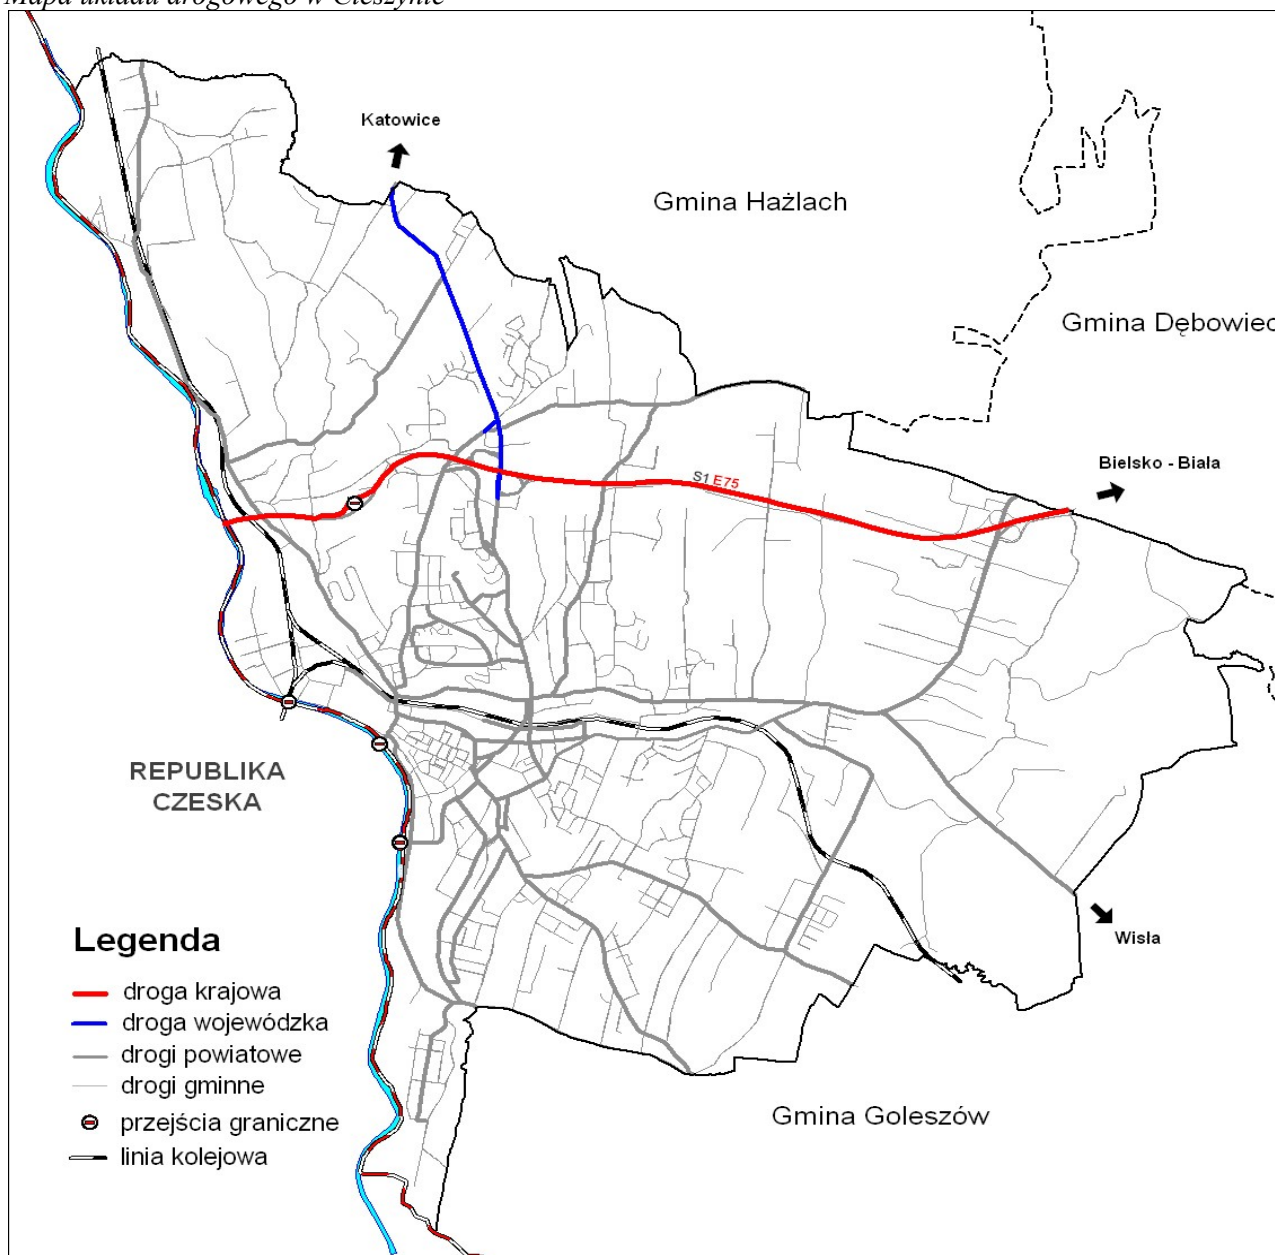 Mapa układu drogowego w Cieszynie
Katowice
Gmina Hażlach
Gmina Dębowiec
Bielsko - Biała
S1 E75
REPUBLIKA
CZESKA
Wisła
Legenda
droga krajowa
droga wojewódzka
drogi powiatowe
drogi gminne
przejścia graniczne
linia kolejowa
Gmina Goleszów